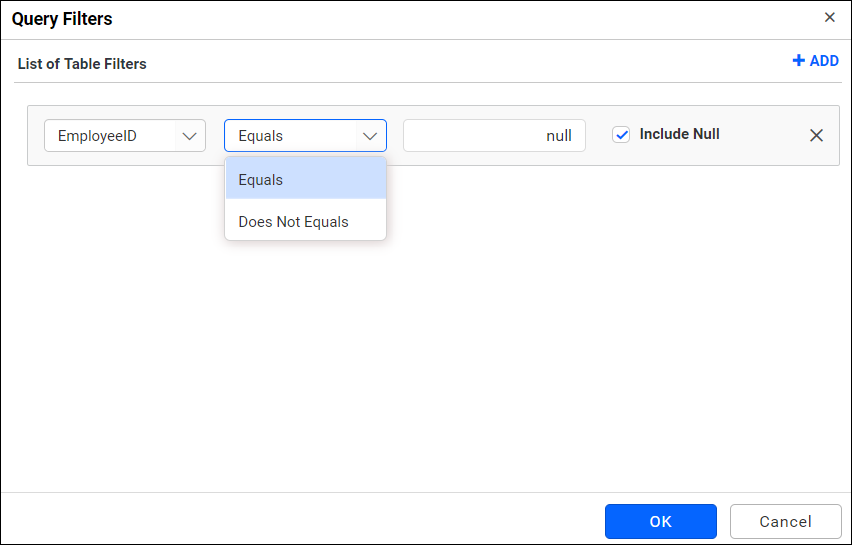 Query Filters
List of Table Filters
ADD
EmployeeID
Equals
null
Include Null
Equals
Does Not Equals
OK
Cancel